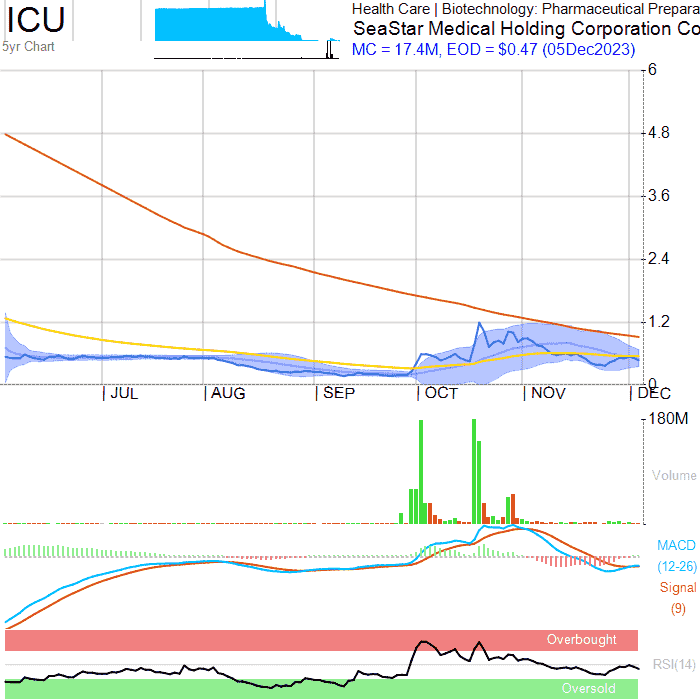 ICU
5yr Chart
Health Care | Biotechnology: Pharmaceutical Prepara
SeaStar Medical Holding Corporation Co
MC = 17.4M, EOD = $0.47 (05Dec2023)
6
4.8
3.6
2.4
1.2
0
JUL
AUG
SEP
OCT
NOV
DEC
180M
Volume
MACD
(12-26)
Signal
(9)
Overbought
RSI(14)
Oversold